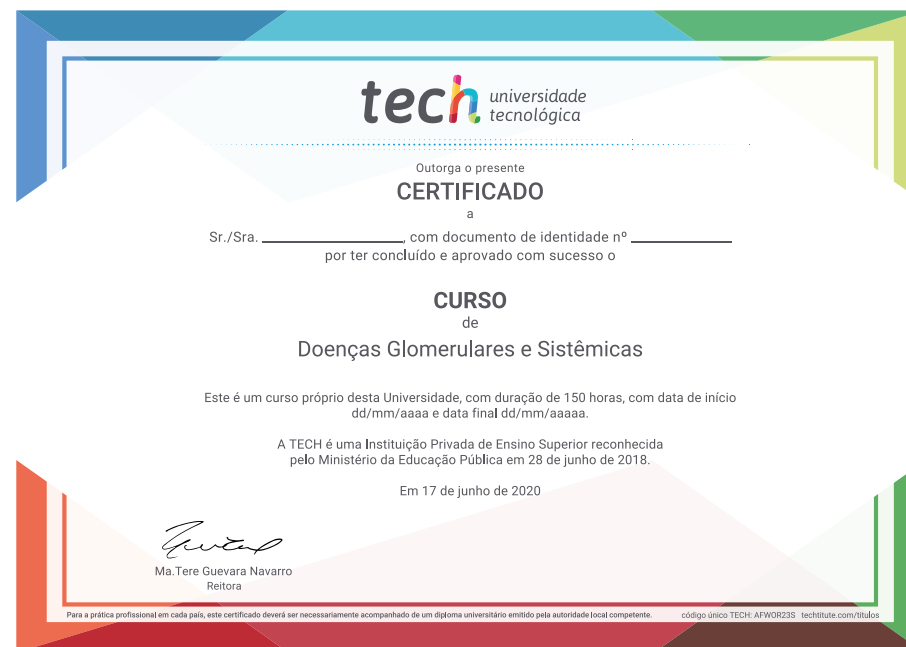 tech universidade
tecnológica
Outorga o presente
CERTIFICADO
a
Sr./Sra. ____________, com documento de identidade nº ____________
por ter concluído e aprovado com sucesso o
CURSO
de
Doenças Glomerulares e Sistêmicas
Este é um curso próprio desta Universidade, com duração de 150 horas, com data de início
dd/mm/aaaa e data final dd/mm/aaaaa.
A TECH é uma Instituição Privada de Ensino Superior reconhecida
pelo Ministério da Educação Pública em 28 de junho de 2018.
Em 17 de junho de 2020
Ma.Tere Guevara Navarro
Reitora
Para a prática profissional em cada país, este certificado deverá ser necessariamente acompanhado de um diploma universitário emitido pela autoridade local competente. código único TECH: AFWOR23S techtitute.com/titulos